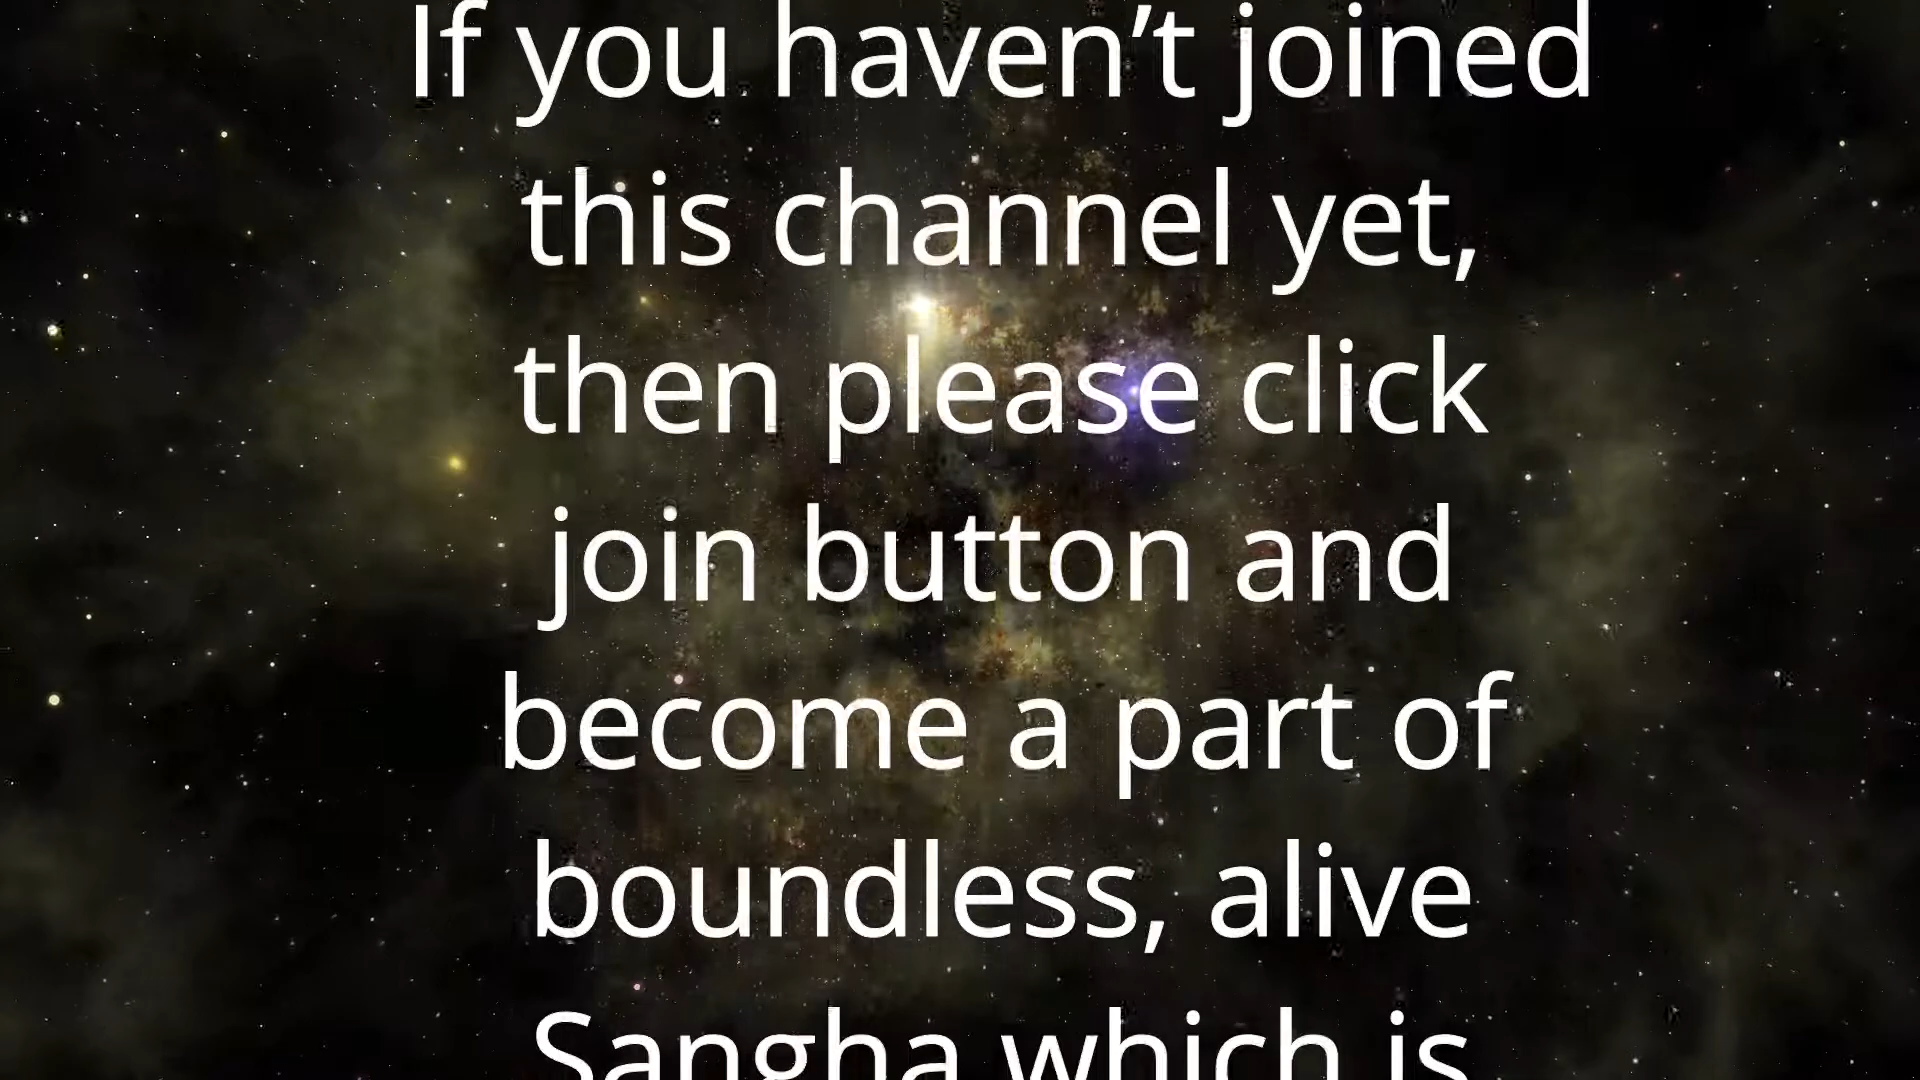 If you haven’t joined
this channel yet,
then please click
join button and
become a part of
boundless, alive
Sangha which is